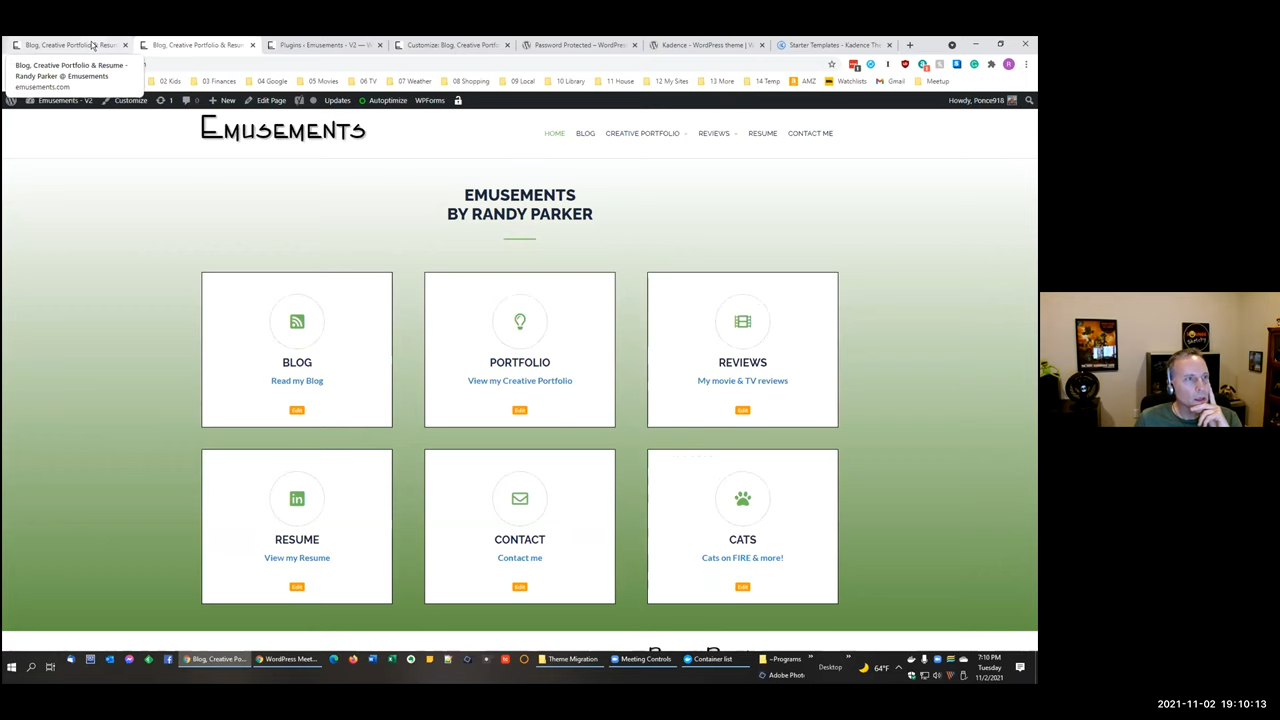 Blog, Creative Portfolio & Resu
Blog, Creative Portfolio & Resum
Plugins ‹ Emusements - V2 — W
Customize: Blog, Creative Portfol
Password Protected – WordPress
Kadence - WordPress theme | W
Starter Templates - Kadence The
Blog, Creative Portfolio & Resume -
Randy Parker @ Emusements
emusements.com
02 Kids
03 Finances
04 Google
05 Movies
06 TV
07 Weather
08 Shopping
09 Local
10 Library
11 House
12 My Sites
13 More
14 Temp
AMZ
Watchlists
Gmail
Meetup
Emusements - V2
Customize
1
0
New
Edit Page
Updates
Autoptimize
WPForms
Howdy, Ponce918
EMUSEMENTS
HOME
BLOG
CREATIVE PORTFOLIO
REVIEWS
RESUME
CONTACT ME
EMUSEMENTS
BY RANDY PARKER
BLOG
Read my Blog
Edit
PORTFOLIO
View my Creative Portfolio
Edit
REVIEWS
My movie & TV reviews
Edit
RESUME
View my Resume
Edit
CONTACT
Contact me
Edit
CATS
Cats on FIRE & more!
Edit
Blog, Creative Po...
WordPress Meet...
Theme Migration
Meeting Controls
Container list
~Programs
Adobe Phot
Desktop
64°F
7:10 PM
Tuesday
11/2/2021
2021-11-02 19:10:13